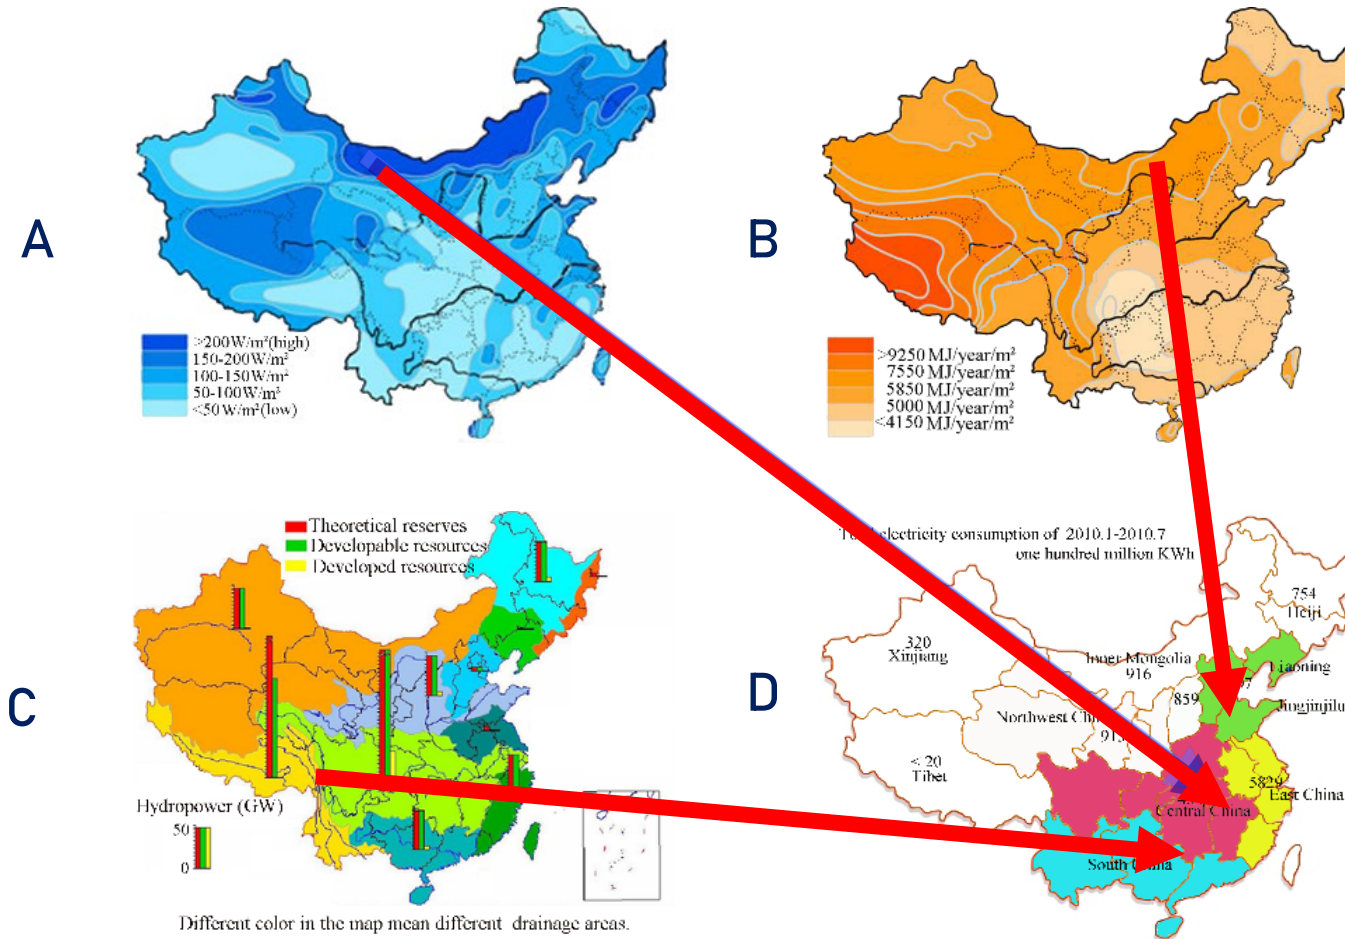 A
>200W/m²(high)
150-200W/m²
100-150W/m²
50-100W/m²
<50W/m²(low)
B
>9250 MJ/year/m²
7550 MJ/year/m²
5850 MJ/year/m²
5000 MJ/year/m²
<4150 MJ/year/m²
C
Theoretical reserves
Developable resources
Developed resources
Hydropower (GW)
50
0
Different color in the map mean different drainage areas.
D
electricity consumption of 2010.1-2010.7
one hundred million KWh
754
320
Xinjiang
Inner Mongolia
916
Liaoning
859
Jingjinjilu
Northwest
< 20
Tibet
5829
East China
Central China
South